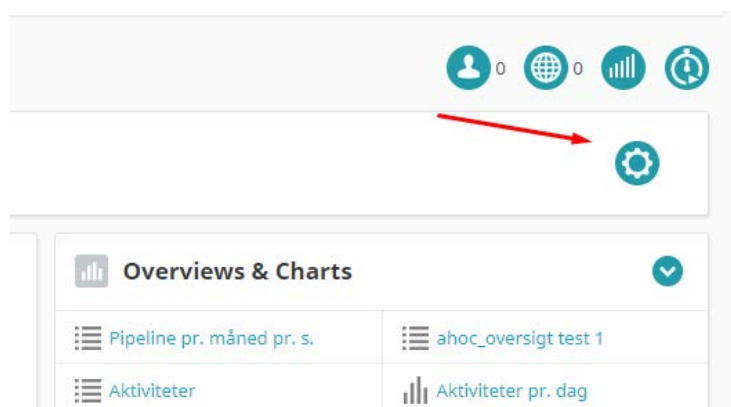 0 0
Overviews & Charts
Pipeline pr. måned pr. s. ahoc_oversigt test 1
Aktiviteter Aktiviteter pr. dag